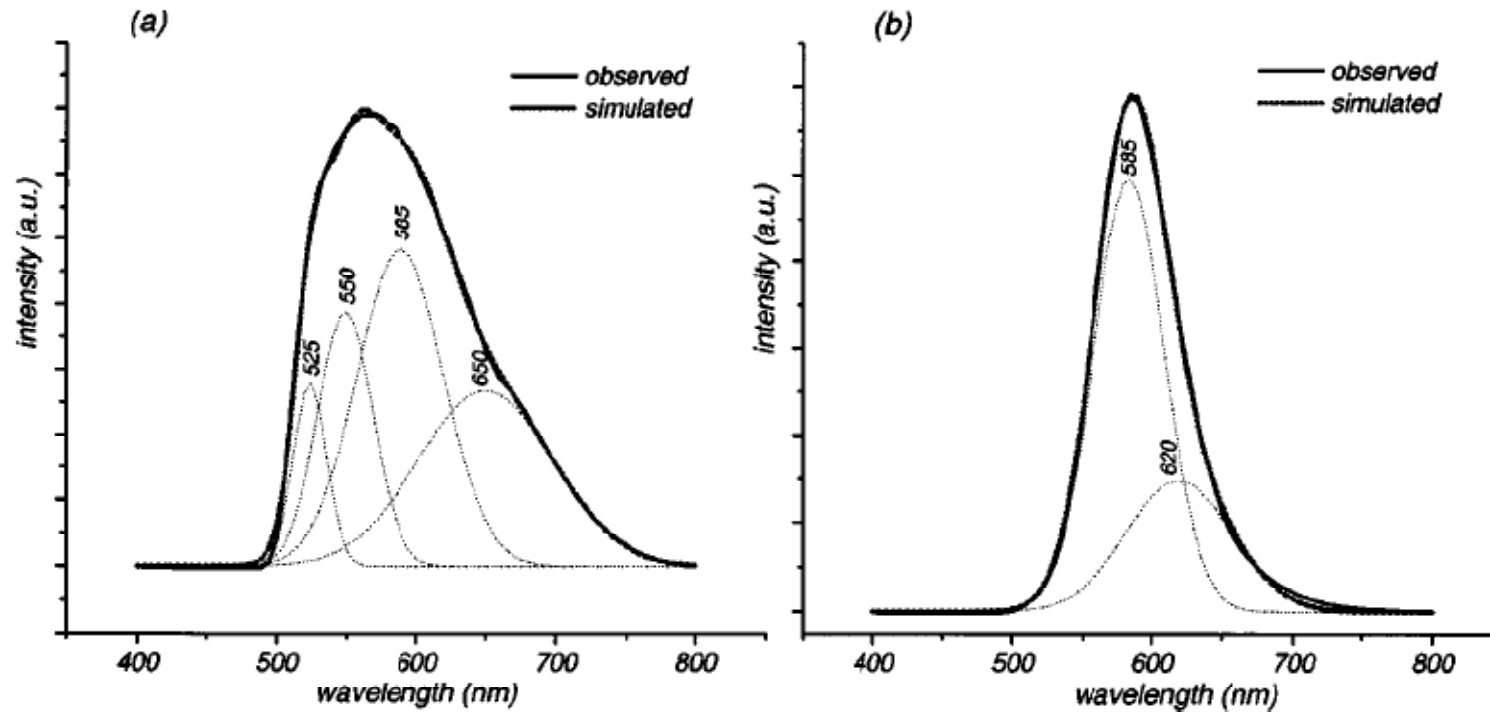 (a)
observed
simulated
525
550
585
650
intensity (a.u.)
400 500 600 700 800
wavelength (nm)
(b)
observed
simulated
585
620
intensity (a.u.)
400 500 600 700 800
wavelength (nm)